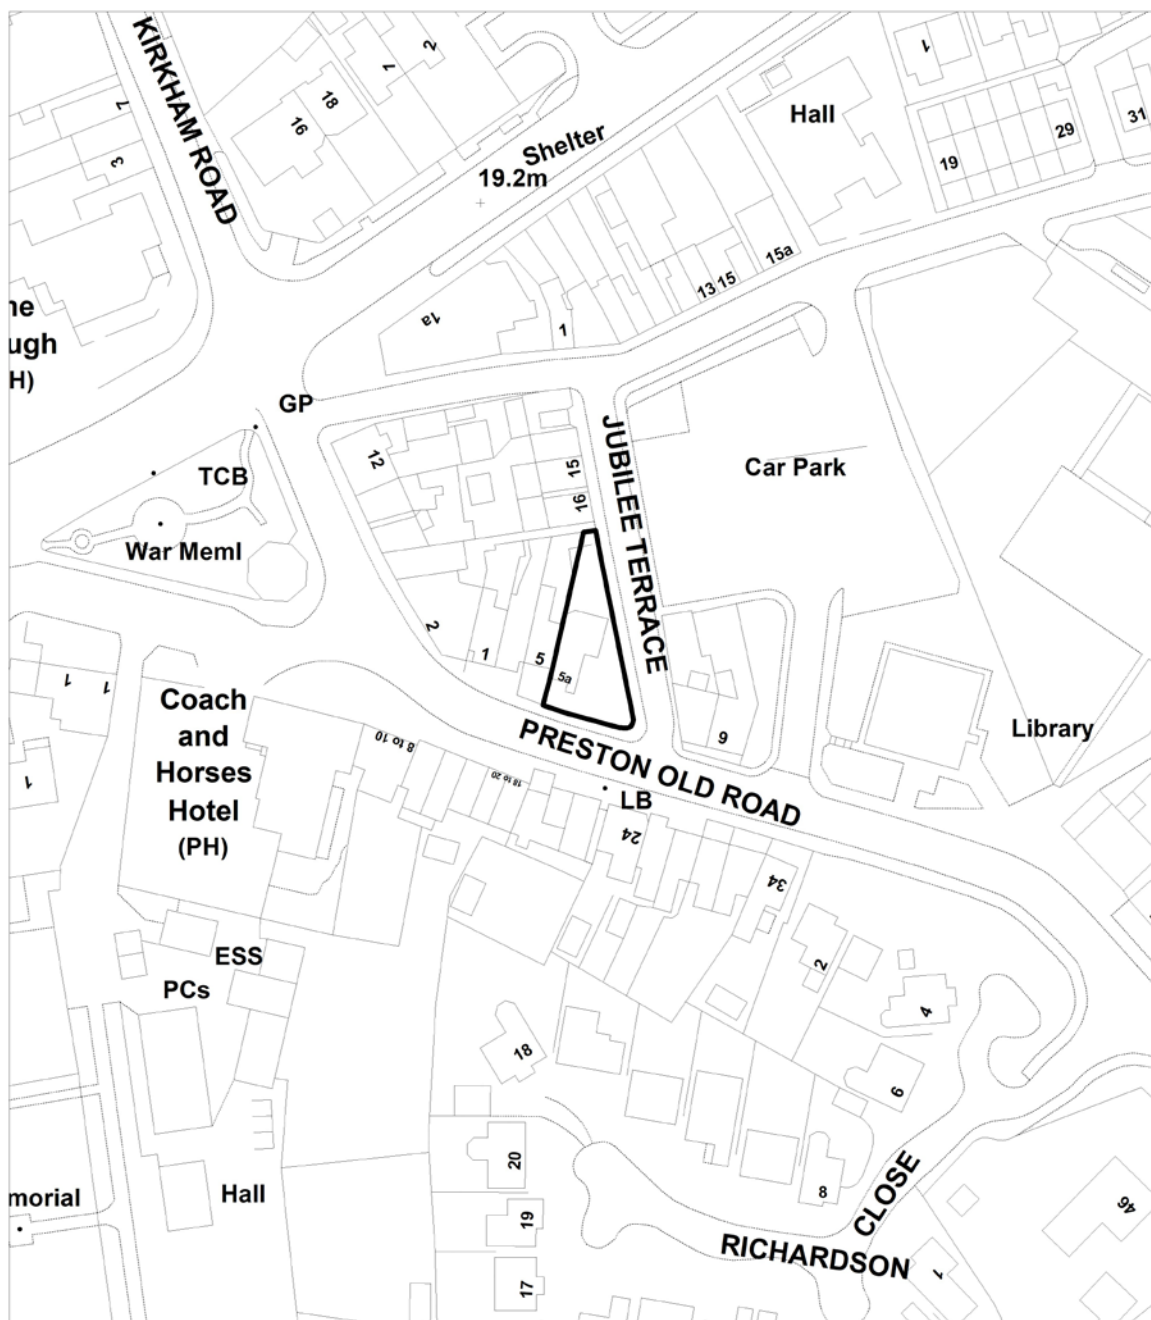 KIRKHAM ROAD
7
3
16
18
7
2
Shelter
19.2m
Hall
1
19
29
31
ne
ugh
H)
1a
1
13
15
15a
GP
TCB
War Meml
12
15
16
JUBILEE TERRACE
Car Park
2
1
5
5a
9
Library
1
1
1
Coach
and
Horses
Hotel
(PH)
8 to 10
18 to 20
PRESTON OLD ROAD
LB
24
34
2
4
6
8
ESS
PCs
18
20
19
17
Hall
morial
RICHARDSON CLOSE
7
46